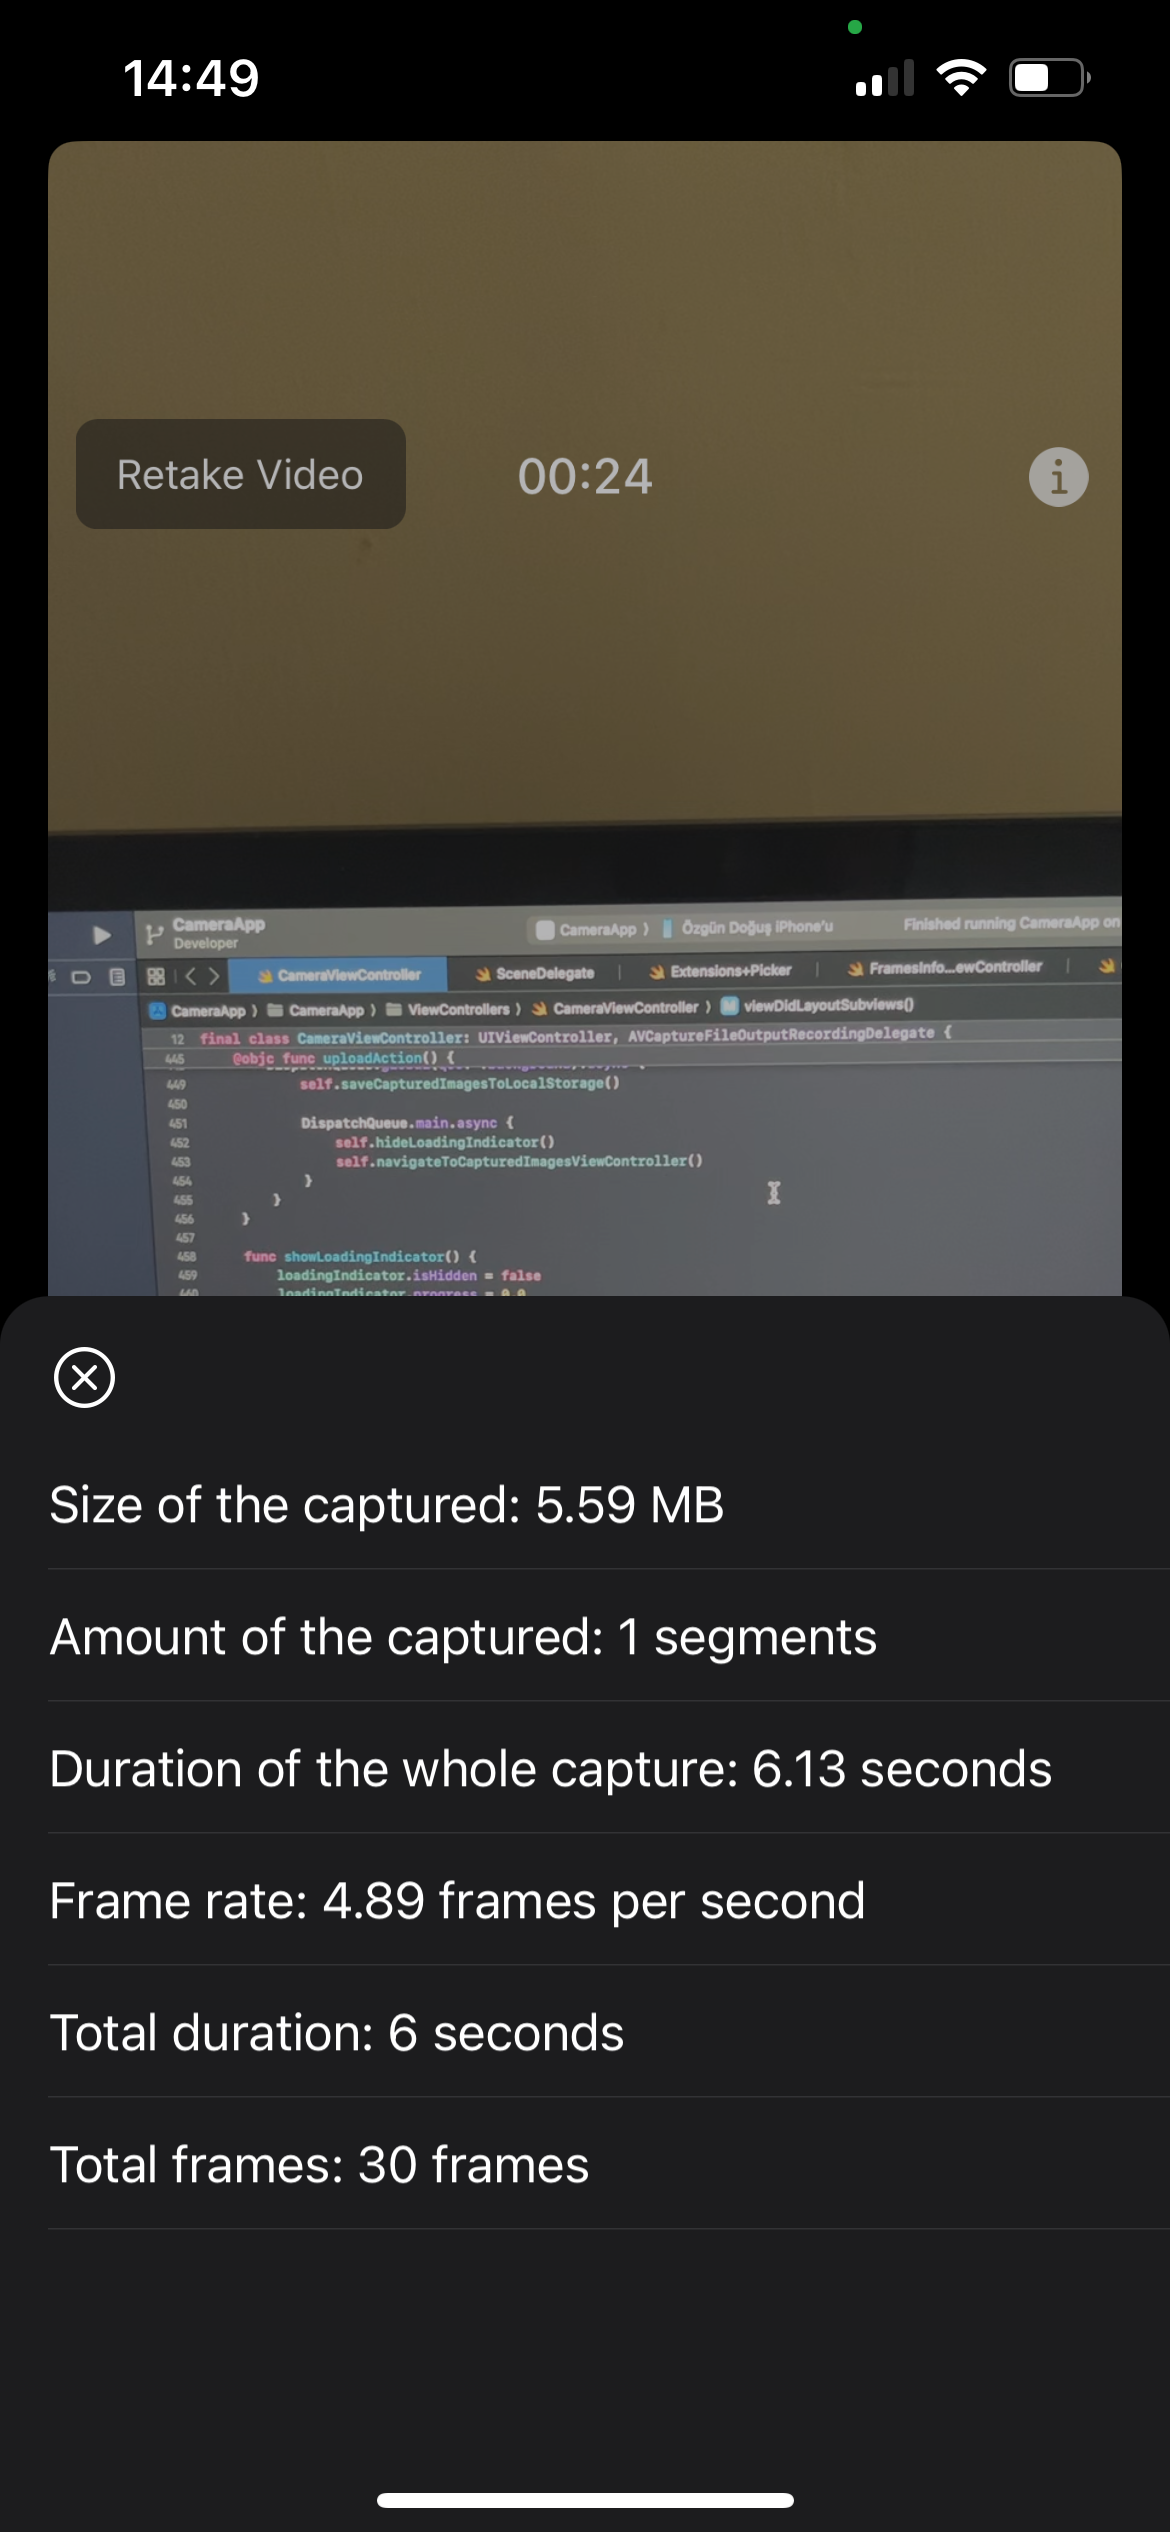 14:49
Retake Video
00:24
CameraApp
Developer
CameraApp
Özgün Doğuş iPhone'u
Finished running CameraApp on
CameraViewController
SceneDelegate
Extensions+Picker
FramesInfo...ewController
CameraApp
CameraApp
ViewControllers
CameraViewController
M viewDidLayoutSubviews()
12 final class CameraViewController: UIViewController, AVCaptureFileOutputRecordingDelegate {
445 @objc func uploadAction() {
449 self.saveCapturedImagesToLocalStorage()
450
451 DispatchQueue.main.async {
452 self.hideLoadingIndicator()
453 self.navigateToCapturedImagesViewController()
454 }
455 }
456 }
457
458 func showLoadingIndicator() {
459 loadingIndicator.isHidden = false
460 loadingIndicator.progress = 0.0
Size of the captured: 5.59 MB
Amount of the captured: 1 segments
Duration of the whole capture: 6.13 seconds
Frame rate: 4.89 frames per second
Total duration: 6 seconds
Total frames: 30 frames